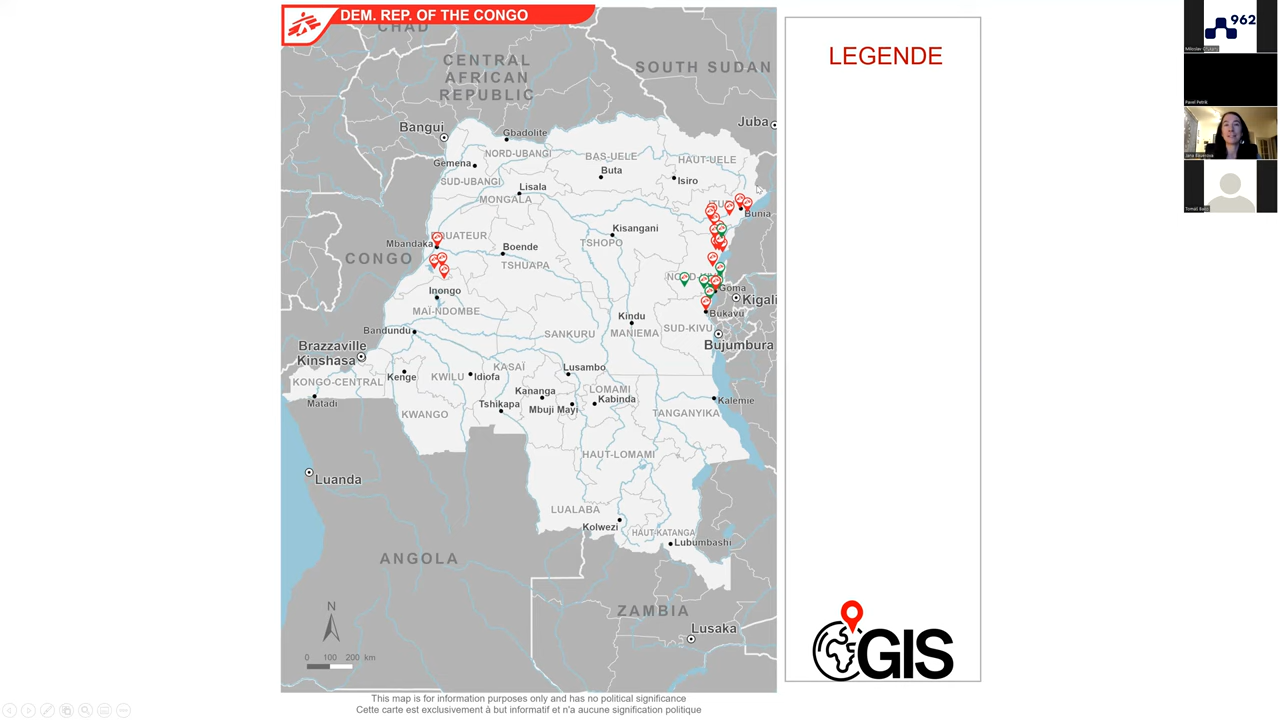 DEM. REP. OF THE CONGO
CHAD
CENTRAL
AFRICAN
REPUBLIC
SOUTH SUDAN
Juba
Bangui
Gbadolite
NORD-UBANGI
BAS-UELE
HAUT-UELE
Gemena
Buta
Isiro
SUD-UBANGI
Lisala
MONGALA
Bunia
Kisangani
TSHOPO
Mbandaka
Boende
TSHUAPA
CONGO
Inongo
MAÏ-NDOMBE
Goma
Kigali
Bukavu
Kindu
MANIEMA
SUD-KIVU
SANKURU
Bandundu
Bujumbura
Brazzaville
Kinshasa
KONGO-CENTRAL
Matadi
Kenge
KWILU
Idiofa
KASAÏ
Lusambo
Kananga
LOMAMI
Kabinda
Tshikapa
Mbuji Mayi
KWANGO
TANGANYIKA
Kalemie
HAUT-LOMAMI
Luanda
LUALABA
Kolwezi
HAUT-KATANGA
Lubumbashi
ANGOLA
ZAMBIA
Lusaka
N
0 100 200 km
This map is for information purposes only and has no political significance
Cette carte est exclusivement à but informatif et n'a aucune signification politique
LEGENDE
GIS
962
Pavel Petrik